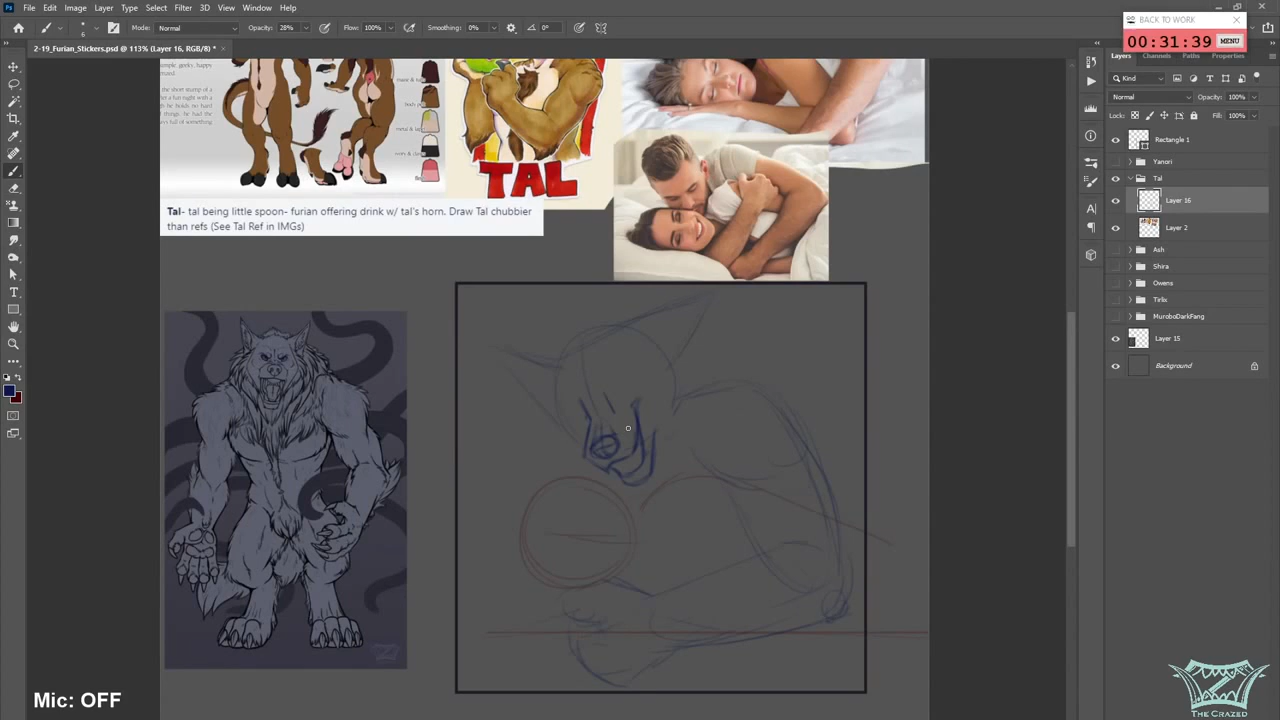 File Edit Image Layer Type Select Filter 3D View Window Help
BACK TO WORK
00:31:39 MENU
6 Mode: Normal Opacity: 28% Flow: 100% Smoothing: 0% 0°
2-19_Furian_Stickers.psd @ 113% (Layer 16, RGB/8) *
Layers Channels Paths Properties
Kind
Normal Opacity: 100%
Lock: Fill: 100%
Rectangle 1
Yanori
Tal
Layer 16
Layer 2
Ash
Shira
Owens
Tirlix
MuroboDarkFang
Layer 15
Background
TAL
Tal- tal being little spoon- furian offering drink w/ tal's horn. Draw Tal chubbier
than refs (See Tal Ref in IMGs)
Mic: OFF
THE CRAZED